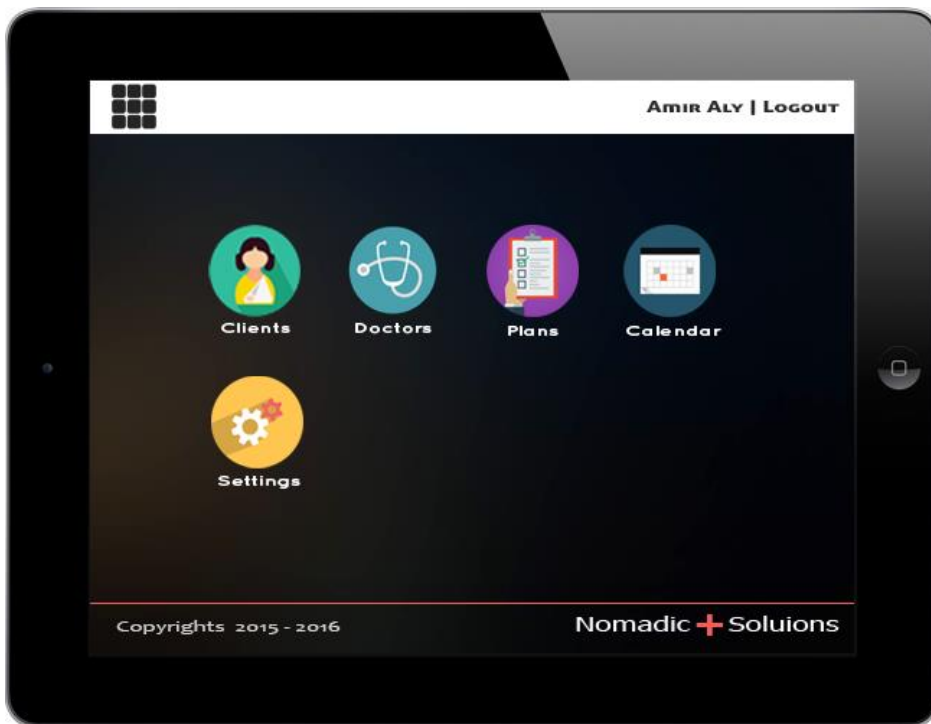 Amir Aly | Logout
Clients Doctors Plans Calendar
Settings
Copyrights 2015 - 2016
Nomadic + Soluions